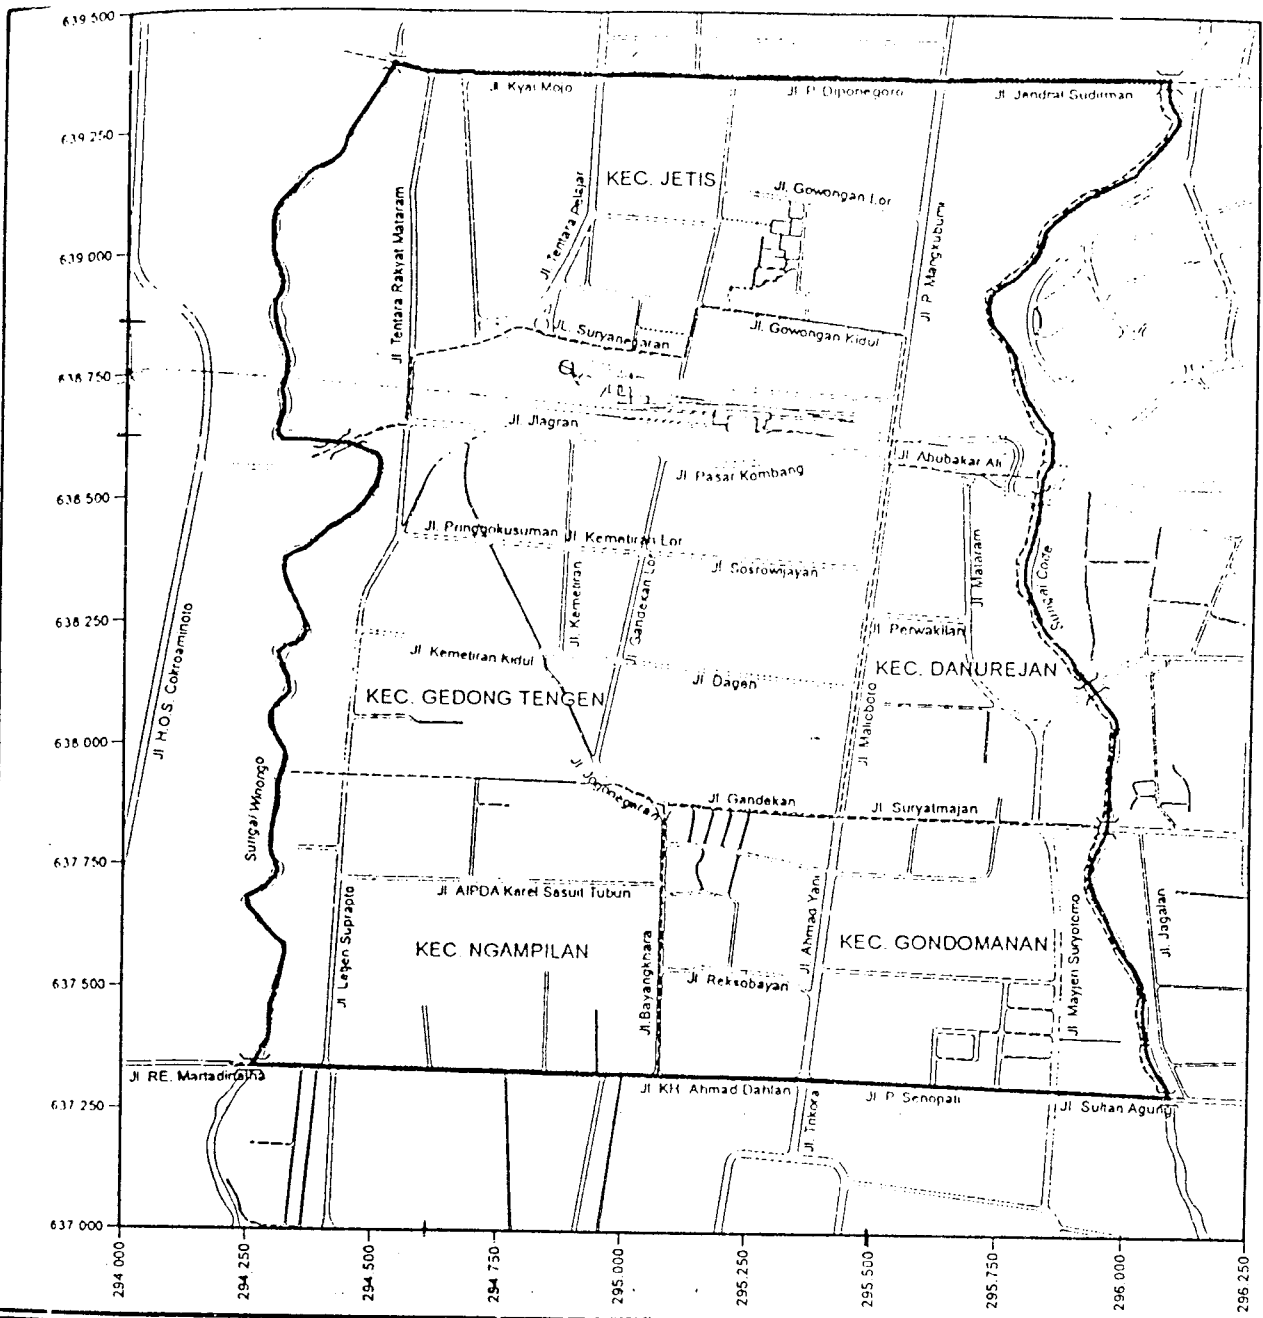 639 500
Jl. Kyai Mojo
Jl. P. Diponegoro
Jl. Jendral Sudirman
639 250
KEC. JETIS
Jl. Gowongan Lor
Jl. Tentara Pelajar
Jl. Tentara Rakyat Mataram
Jl. P. Mangkubumi
639 000
JL. Suryanegaran
Jl. Gowongan Kidul
638 750
Jl. Jlagran
Jl. Abubakar Ali
Jl. Pasar Kembang
638 500
Jl. Pringgokusuman
Jl. Kemetiran Lor
Jl. Sosrowijayan
Jl. Kemetiran
Jl. Gandekan Lor
Jl. Mataram
Sungai Code
638 250
Jl. Perwakilan
Jl. Kemetiran Kidul
Jl. Dagen
KEC. DANUREJAN
KEC. GEDONG TENGEN
Jl. H.O.S. Cokroaminoto
Jl. Malioboro
638 000
Sungai Winongo
Jl. Jogonegaran
Jl. Gandekan
Jl. Suryatmajan
637 750
Jl. AIPDA Karel Sasuit Tubun
Jl. Letjen Suprapto
Jl. Ahmad Yani
KEC. NGAMPILAN
KEC. GONDOMANAN
Jl. Bayangkhara
Jl. Mayjen Suryotomo
Jl. Jagalan
637 500
Jl. Reksobayan
Jl. RE. Martadinatha
Jl. KH. Ahmad Dahlan
Jl. P. Senopati
Jl. Sultan Agung
637 250
Jl. Trikora
637 000
294 000
294 250
294 500
294 750
295 000
295 250
295 500
295 750
296 000
296 250